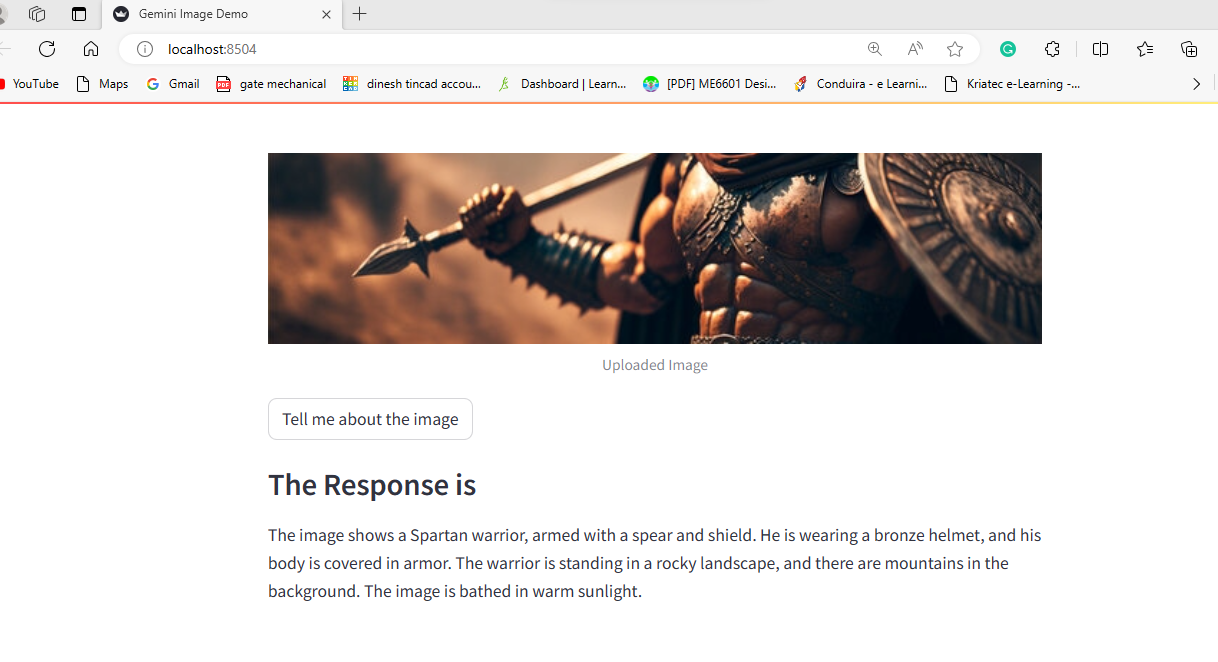 Gemini Image Demo
localhost:8504
YouTube Maps Gmail gate mechanical dinesh tincad accou... Dashboard | Learn... [PDF] ME6601 Desi... Conduira - e Learni... Kriatec e-Learning -...
Uploaded Image
Tell me about the image
The Response is
The image shows a Spartan warrior, armed with a spear and shield. He is wearing a bronze helmet, and his
body is covered in armor. The warrior is standing in a rocky landscape, and there are mountains in the
background. The image is bathed in warm sunlight.